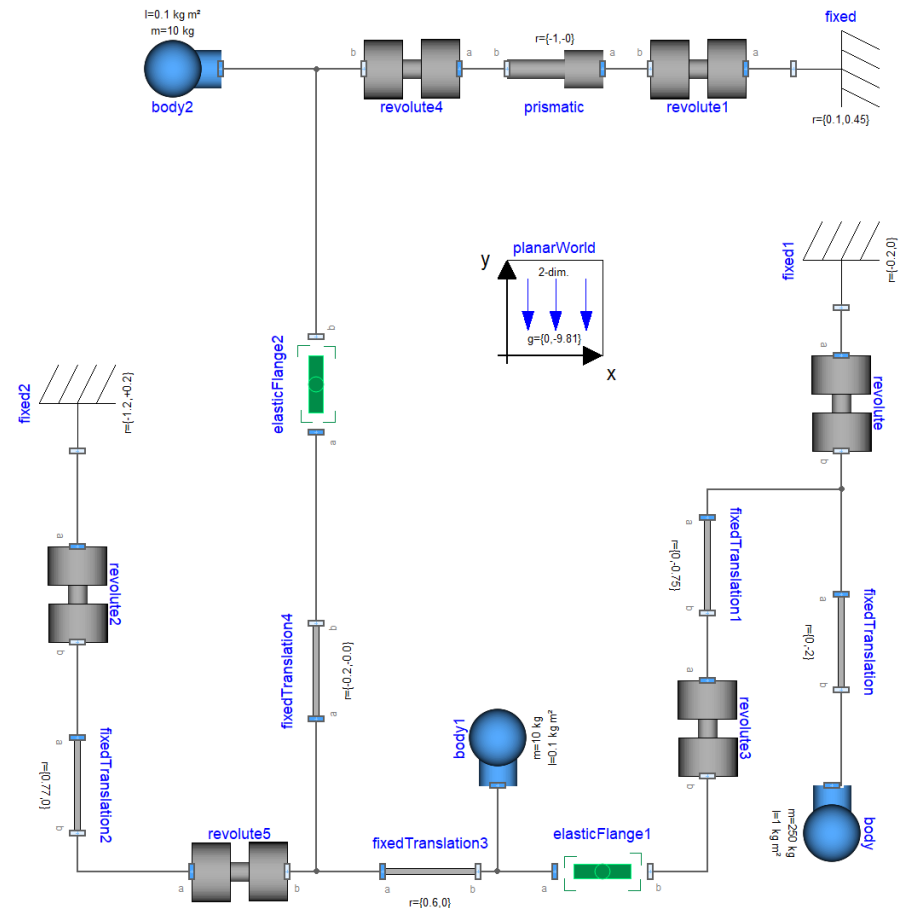 I=0.1 kg m²
m=10 kg
body2
b
a
revolute4
r={-1,-0}
b
a
prismatic
b
a
revolute1
fixed
r={0.1,0.45}
planarWorld
y
2-dim.
g={0,-9.81}
x
fixed1
r={-0.2,0}
a
revolute
b
b
elasticFlange2
a
fixed2
r={-1.2,+0.2}
a
revolute2
b
a
fixedTranslation1
r={0,-0.75}
b
a
fixedTranslation
r={0,-2}
b
b
fixedTranslation4
r={-0.2,-0.0}
a
a
revolute3
b
body1
m=10 kg
I=0.1 kg m²
a
fixedTranslation2
r={0.77,0}
b
body
m=250 kg
I=1 kg m²
revolute5
a
b
fixedTranslation3
a
b
r={0.6,0}
elasticFlange1
a
b